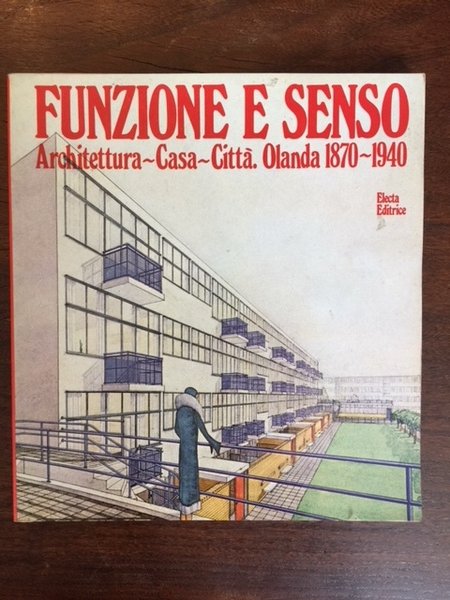 FUNZIONE E SENSO
Architettura~Casa~Città. Olanda 1870~1940
Electa
Editrice